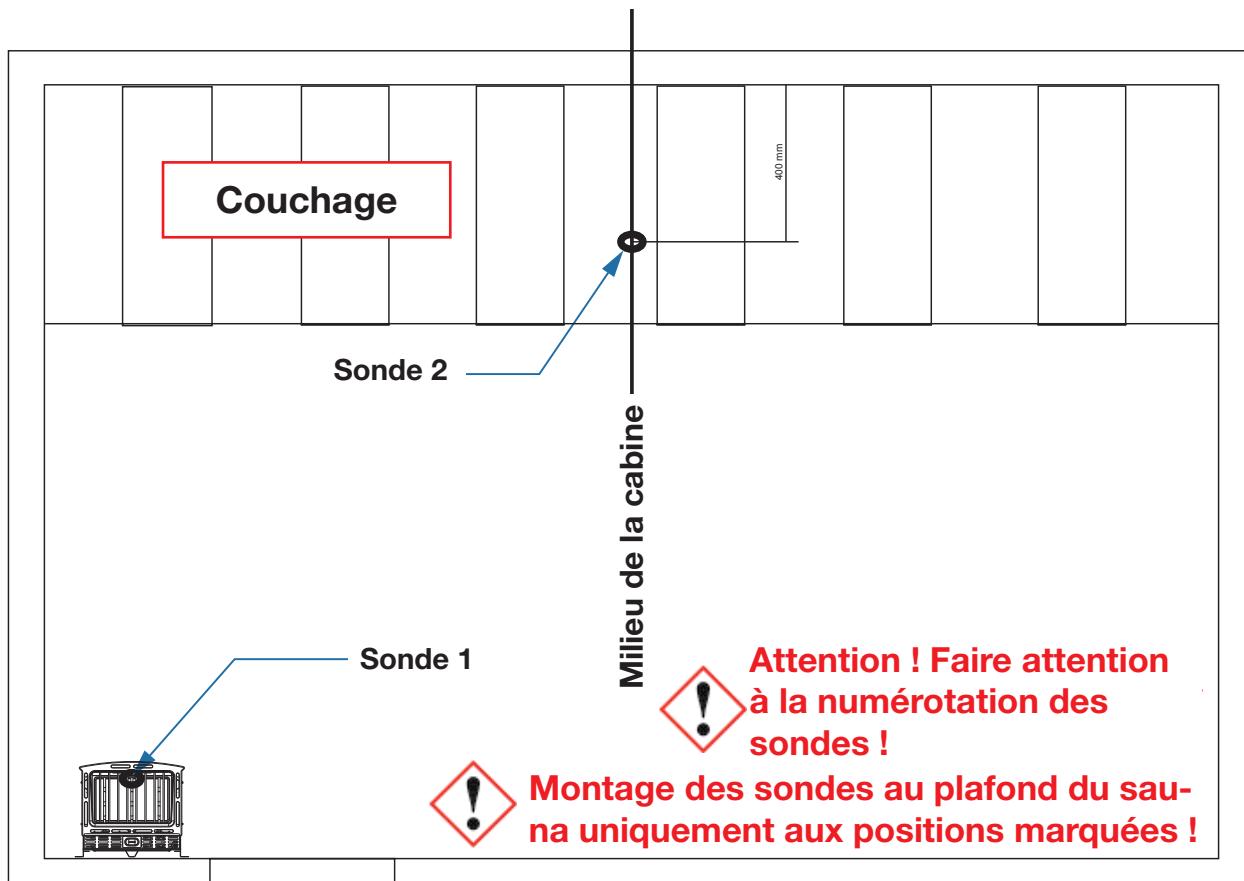 400 mm
Couchage
Sonde 2
Milieu de la cabine
Sonde 1
Attention ! Faire attention
à la numérotation des
sondes !
Montage des sondes au plafond du sau-
na uniquement aux positions marquées !